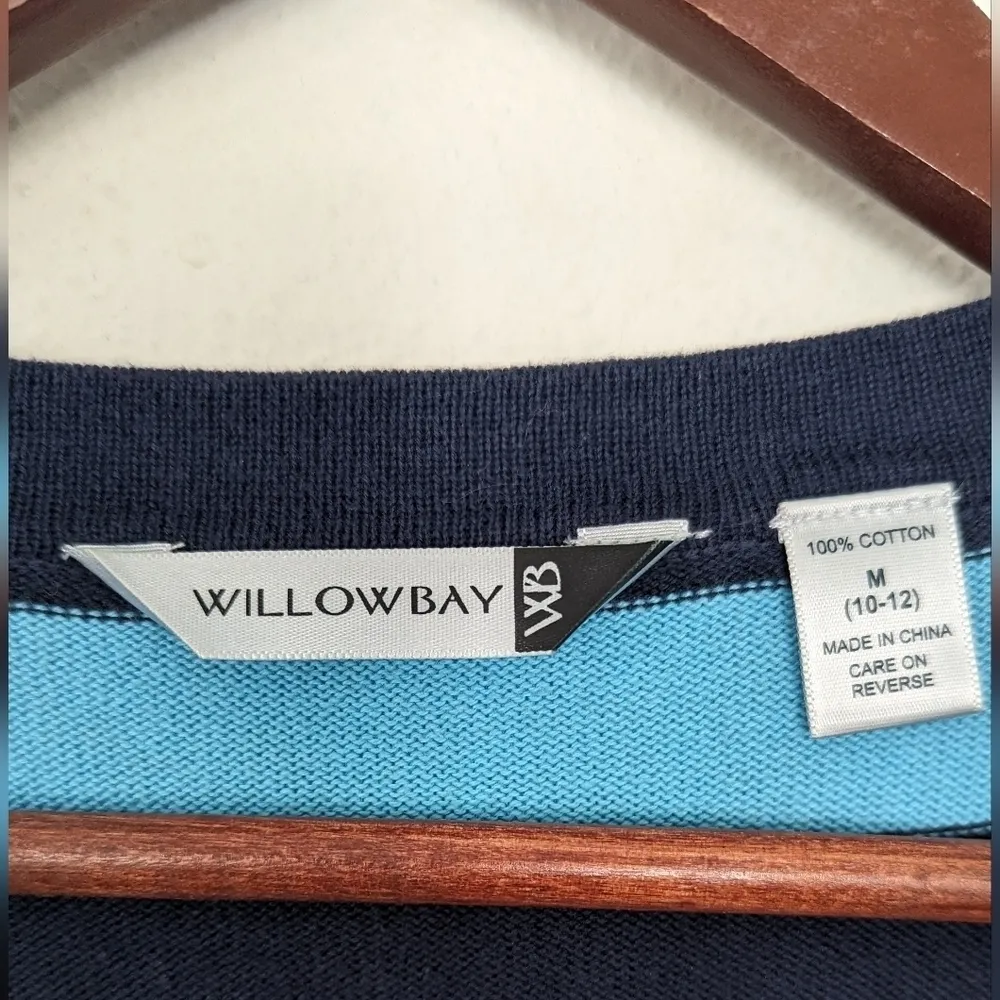 WILLOWBAY
WB
100% COTTON
M
(10-12)
MADE IN CHINA
CARE ON
REVERSE